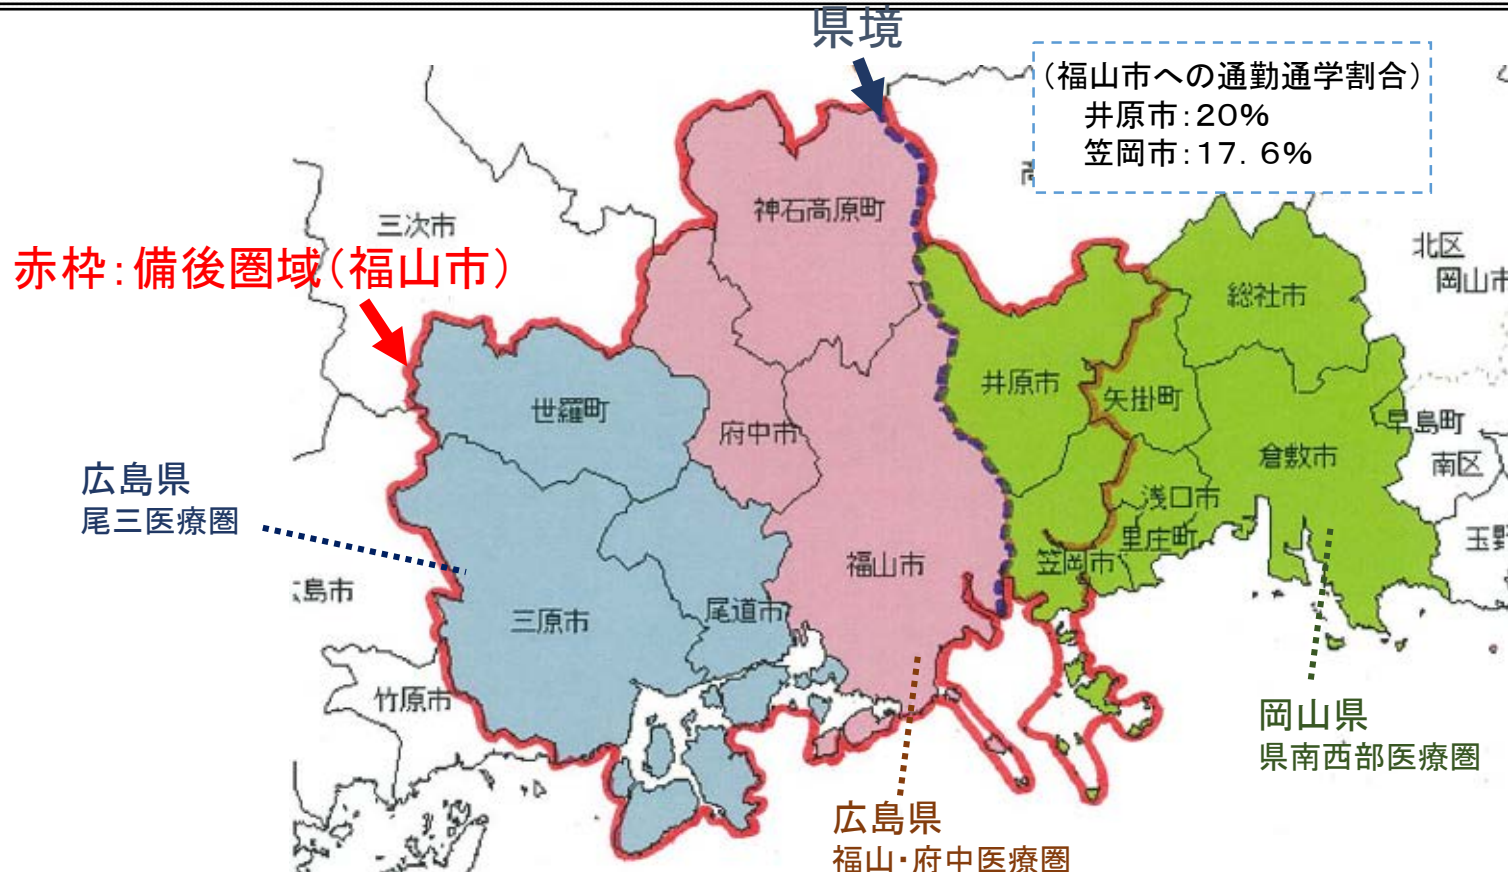 県境
(福山市への通勤通学割合)
井原市:20%
笠岡市:17.6%
神石高原町
三次市
赤枠:備後圏域(福山市)
北区
岡山市
総社市
井原市
矢掛町
世羅町
府中市
早島町
倉敷市
南区
広島県
尾三医療圏
浅口市
里庄町
福山市
笠岡市
島市
三原市
尾道市
竹原市
岡山県
県南西部医療圏
広島県
福山・府中医療圏